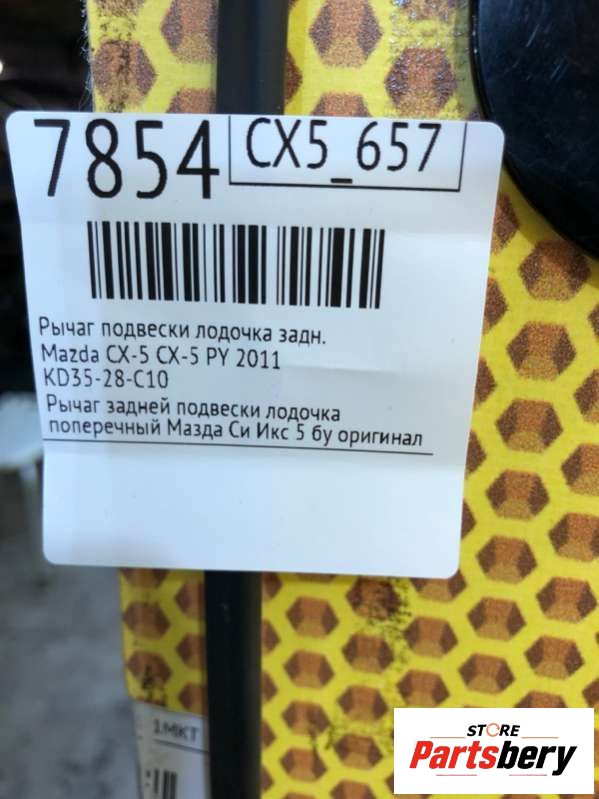 7854 CX5_657
Рычаг подвески лодочка задн.
Mazda CX-5 CX-5 PY 2011
KD35-28-C10
Рычаг задней подвески лодочка
поперечный Мазда Си Икс 5 бу оригинал
1МКТ
STORE
Partsbery